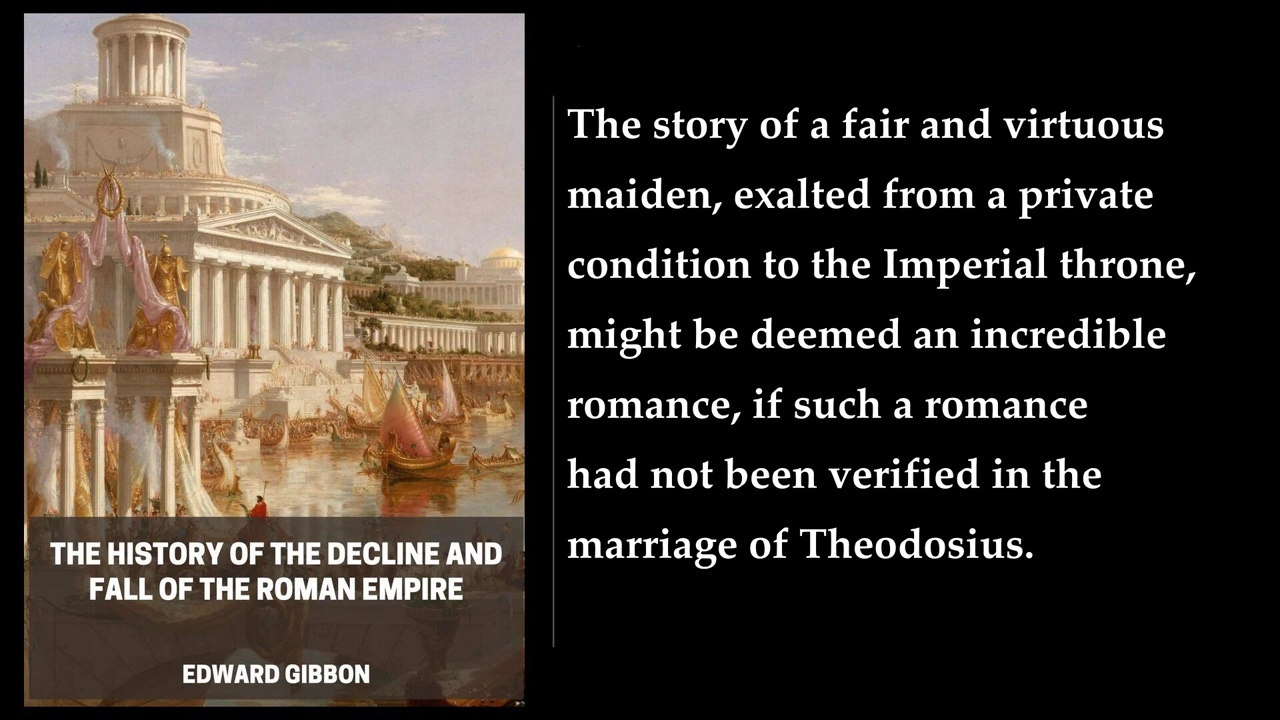 THE HISTORY OF THE DECLINE AND
FALL OF THE ROMAN EMPIRE
EDWARD GIBBON
The story of a fair and virtuous
maiden, exalted from a private
condition to the Imperial throne,
might be deemed an incredible
romance, if such a romance
had not been verified in the
marriage of Theodosius.